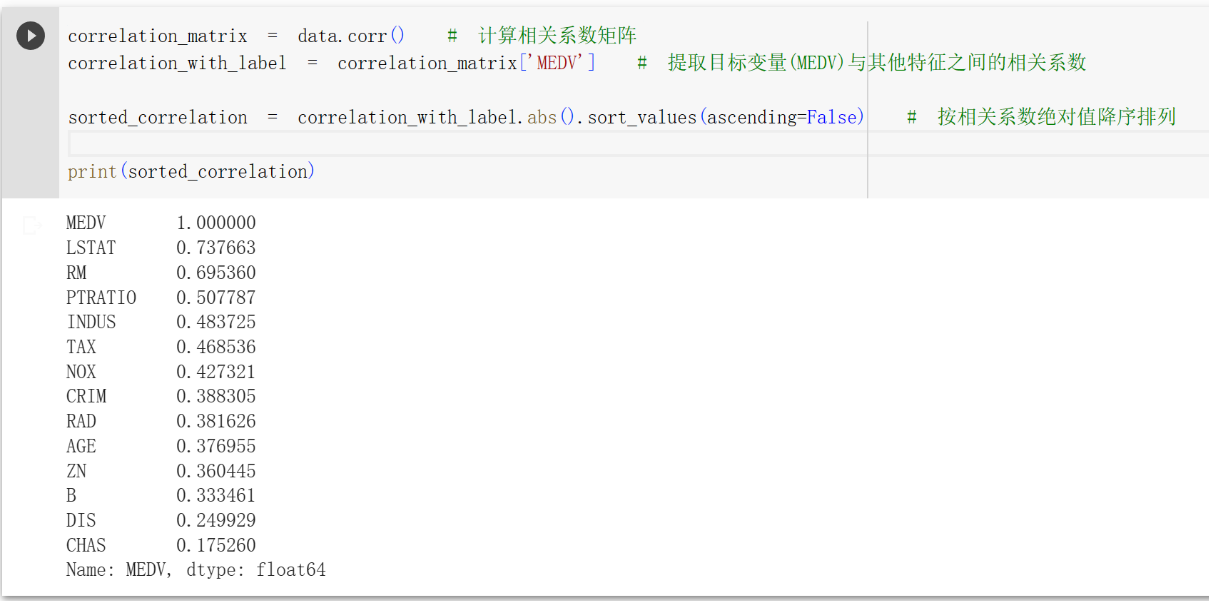 correlation_matrix = data.corr() # 计算相关系数矩阵
correlation_with_label = correlation_matrix['MEDV'] # 提取目标变量(MEDV)与其他特征之间的相关系数
sorted_correlation = correlation_with_label.abs().sort_values(ascending=False) # 按相关系数绝对值降序排列
print(sorted_correlation)
MEDV 1.000000
LSTAT 0.737663
RM 0.695360
PTRATIO 0.507787
INDUS 0.483725
TAX 0.468536
NOX 0.427321
CRIM 0.388305
RAD 0.381626
AGE 0.376955
ZN 0.360445
B 0.333461
DIS 0.249929
CHAS 0.175260
Name: MEDV, dtype: float64